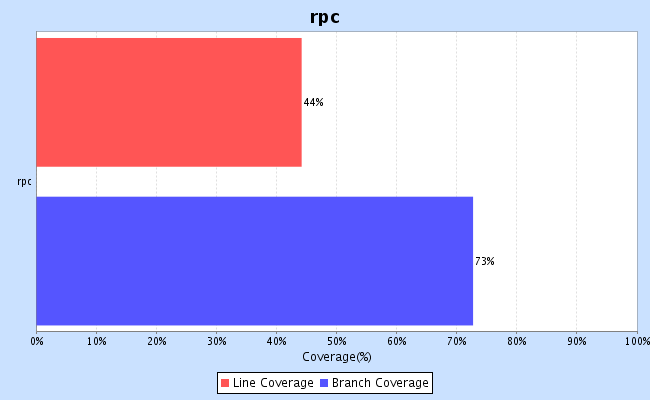 rpc
44%
rpc
73%
0% 10% 20% 30% 40% 50% 60% 70% 80% 90% 100%
Coverage(%)
Line Coverage Branch Coverage